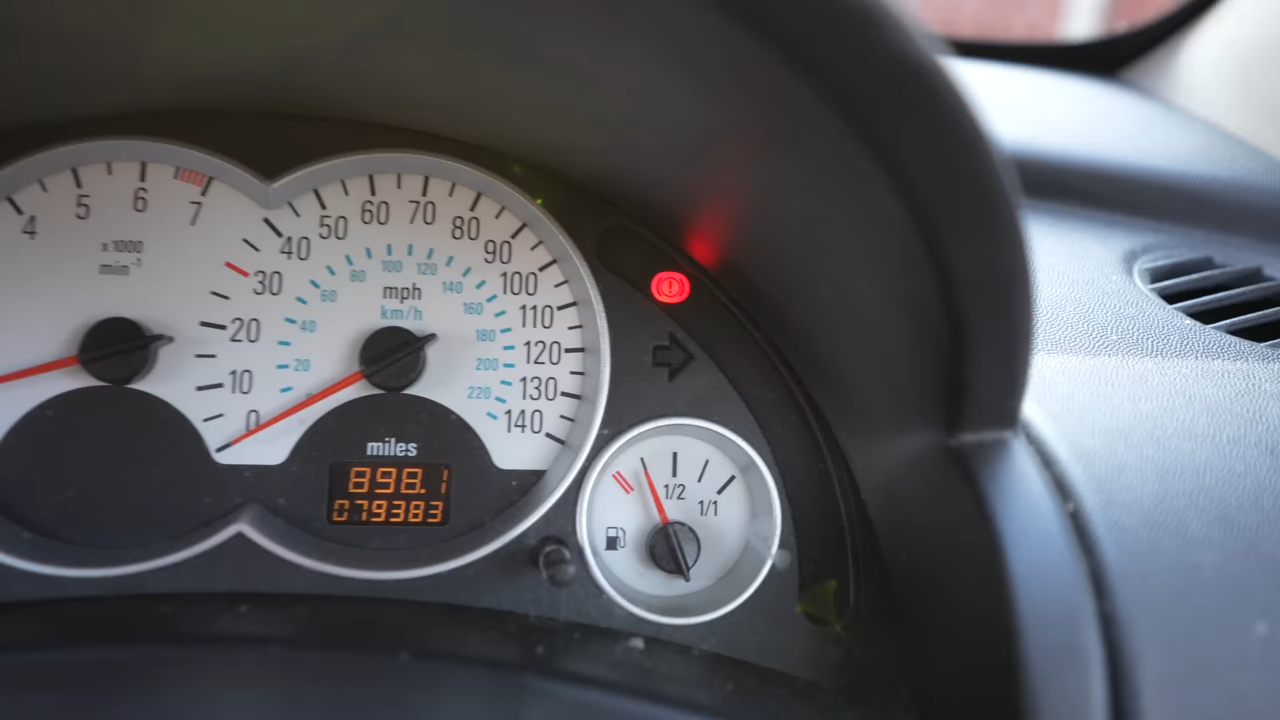 4 5 6 7
x1000
min⁻¹
0 10 20 30 40 50 60 70 80 90 100 110 120 130 140
20 40 60 80 100 120 140 160 180 200 220
mph
km/h
miles
898.1
079383
1/2
1/1